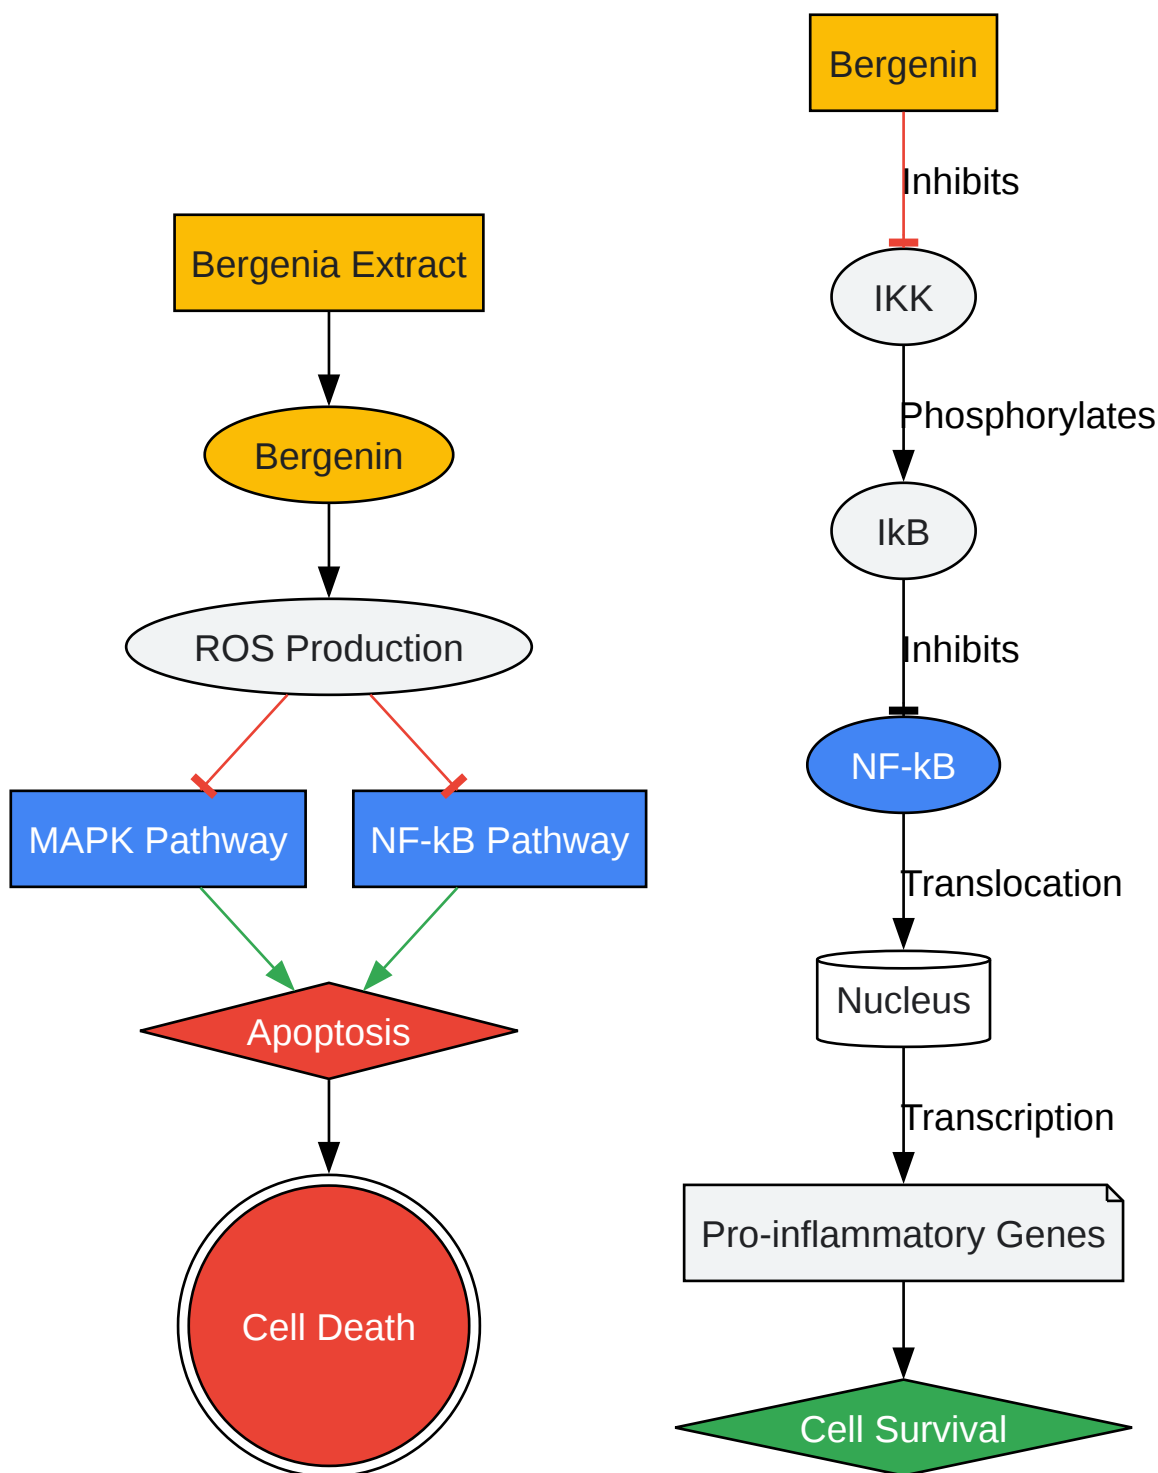 Bergenia Extract
Bergenin
ROS Production
MAPK Pathway
NF-kB Pathway
Apoptosis
Cell Death
Bergenin
Inhibits
IKK
Phosphorylates
IkB
Inhibits
NF-kB
Translocation
Nucleus
Transcription
Pro-inflammatory Genes
Cell Survival